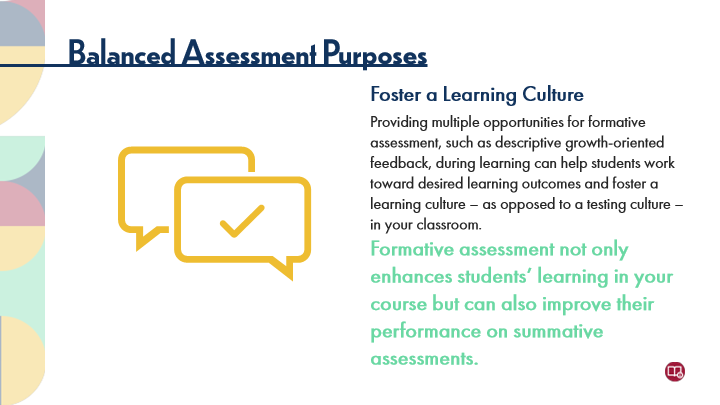 Balanced Assessment Purposes
Foster a Learning Culture
Providing multiple opportunities for formative
assessment, such as descriptive growth-oriented
feedback, during learning can help students work
toward desired learning outcomes and foster a
learning culture – as opposed to a testing culture –
in your classroom.
Formative assessment not only
enhances students’ learning in your
course but can also improve their
performance on summative
assessments.